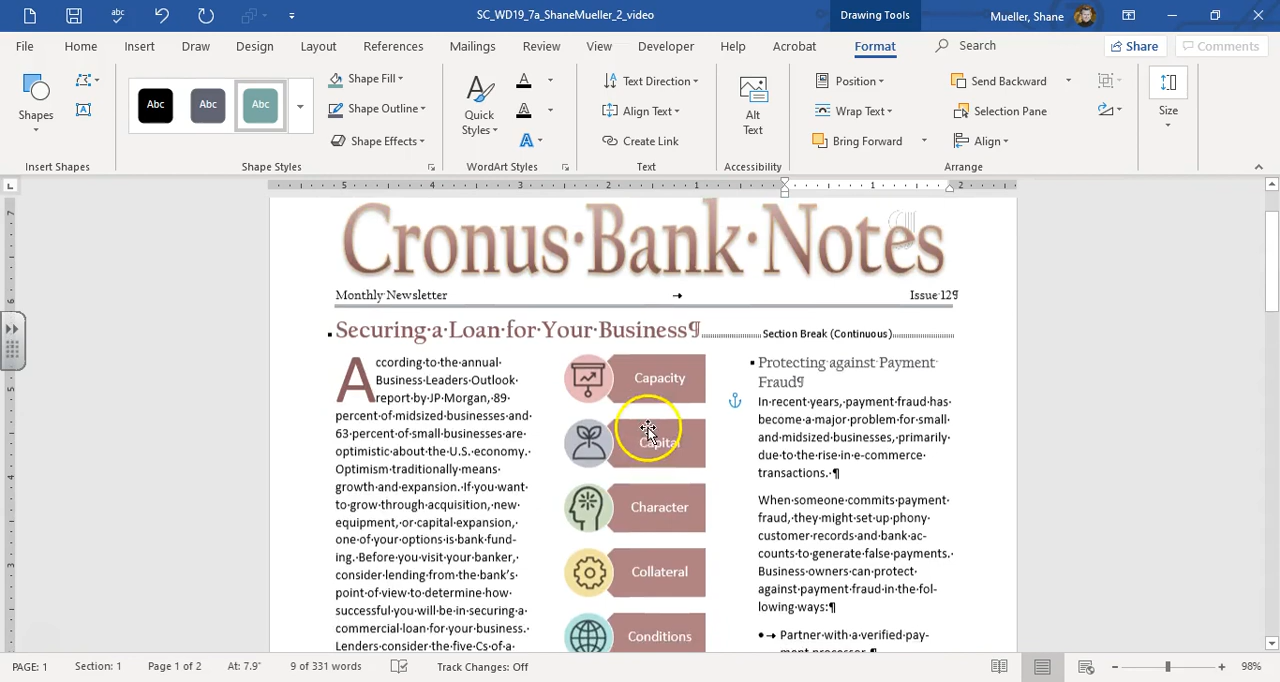 SC_WD19_7a_ShaneMueller_2_video
Drawing Tools
Mueller, Shane
File Home Insert Draw Design Layout References Mailings Review View Developer Help Acrobat Format Search Share Comments
Shapes
Insert Shapes
Abc Abc Abc
Shape Fill
Shape Outline
Shape Effects
Shape Styles
Quick Styles
WordArt Styles
Text Direction
Align Text
Create Link
Text
Alt Text
Accessibility
Position
Wrap Text
Bring Forward
Send Backward
Selection Pane
Align
Arrange
Size
Cronus·Bank·Notes
Monthly·Newsletter → Issue·12¶
Securing·a·Loan·for·Your·Business¶ Section Break (Continuous)
According·to·the·annual·
Business·Leaders·Outlook·
report·by·JP·Morgan,·89·
percent·of·midsized·businesses·and·
63·percent·of·small·businesses·are·
optimistic·about·the·U.S.·economy.·
Optimism·traditionally·means·
growth·and·expansion.·If·you·want·
to·grow·through·acquisition,·new·
equipment,·or·capital·expansion,·
one·of·your·options·is·bank·fund-
ing.·Before·you·visit·your·banker,·
consider·lending·from·the·bank's·
point·of·view·to·determine·how·
successful·you·will·be·in·securing·a·
commercial·loan·for·your·business.·
Lenders·consider·the·five·Cs·of·a·
Capacity
Capital
Character
Collateral
Conditions
Protecting·against·Payment·
Fraud¶
In·recent·years,·payment·fraud·has·
become·a·major·problem·for·small·
and·midsized·businesses,·primarily·
due·to·the·rise·in·e-commerce·
transactions.·¶
When·someone·commits·payment·
fraud,·they·might·set·up·phony·
customer·records·and·bank·ac-
counts·to·generate·false·payments.·
Business·owners·can·protect·
against·payment·fraud·in·the·fol-
lowing·ways:¶
•→ Partner·with·a·verified·pay-
ment·processor.¶
PAGE: 1 Section: 1 Page 1 of 2 At: 7.9" 9 of 331 words Track Changes: Off 98%